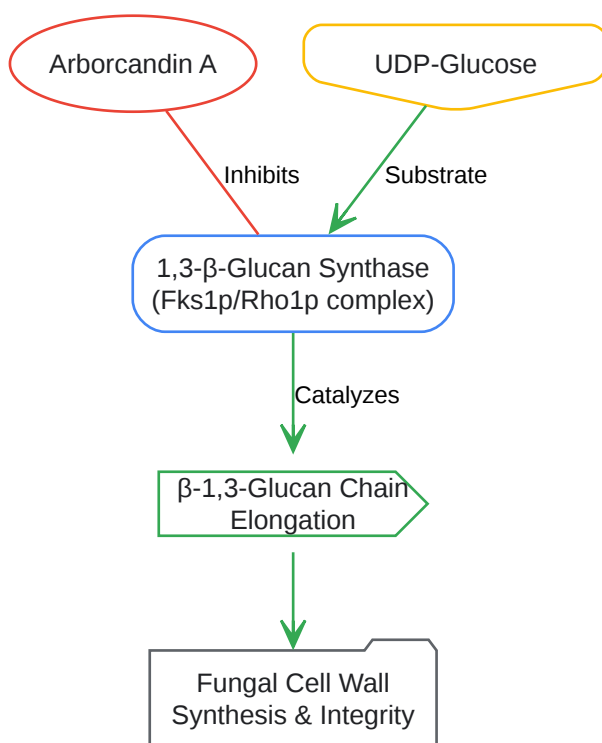 Arborcandin A
UDP-Glucose
Inhibits
Substrate
1,3-β-Glucan Synthase
(Fks1p/Rho1p complex)
Catalyzes
β-1,3-Glucan Chain
Elongation
Fungal Cell Wall
Synthesis & Integrity